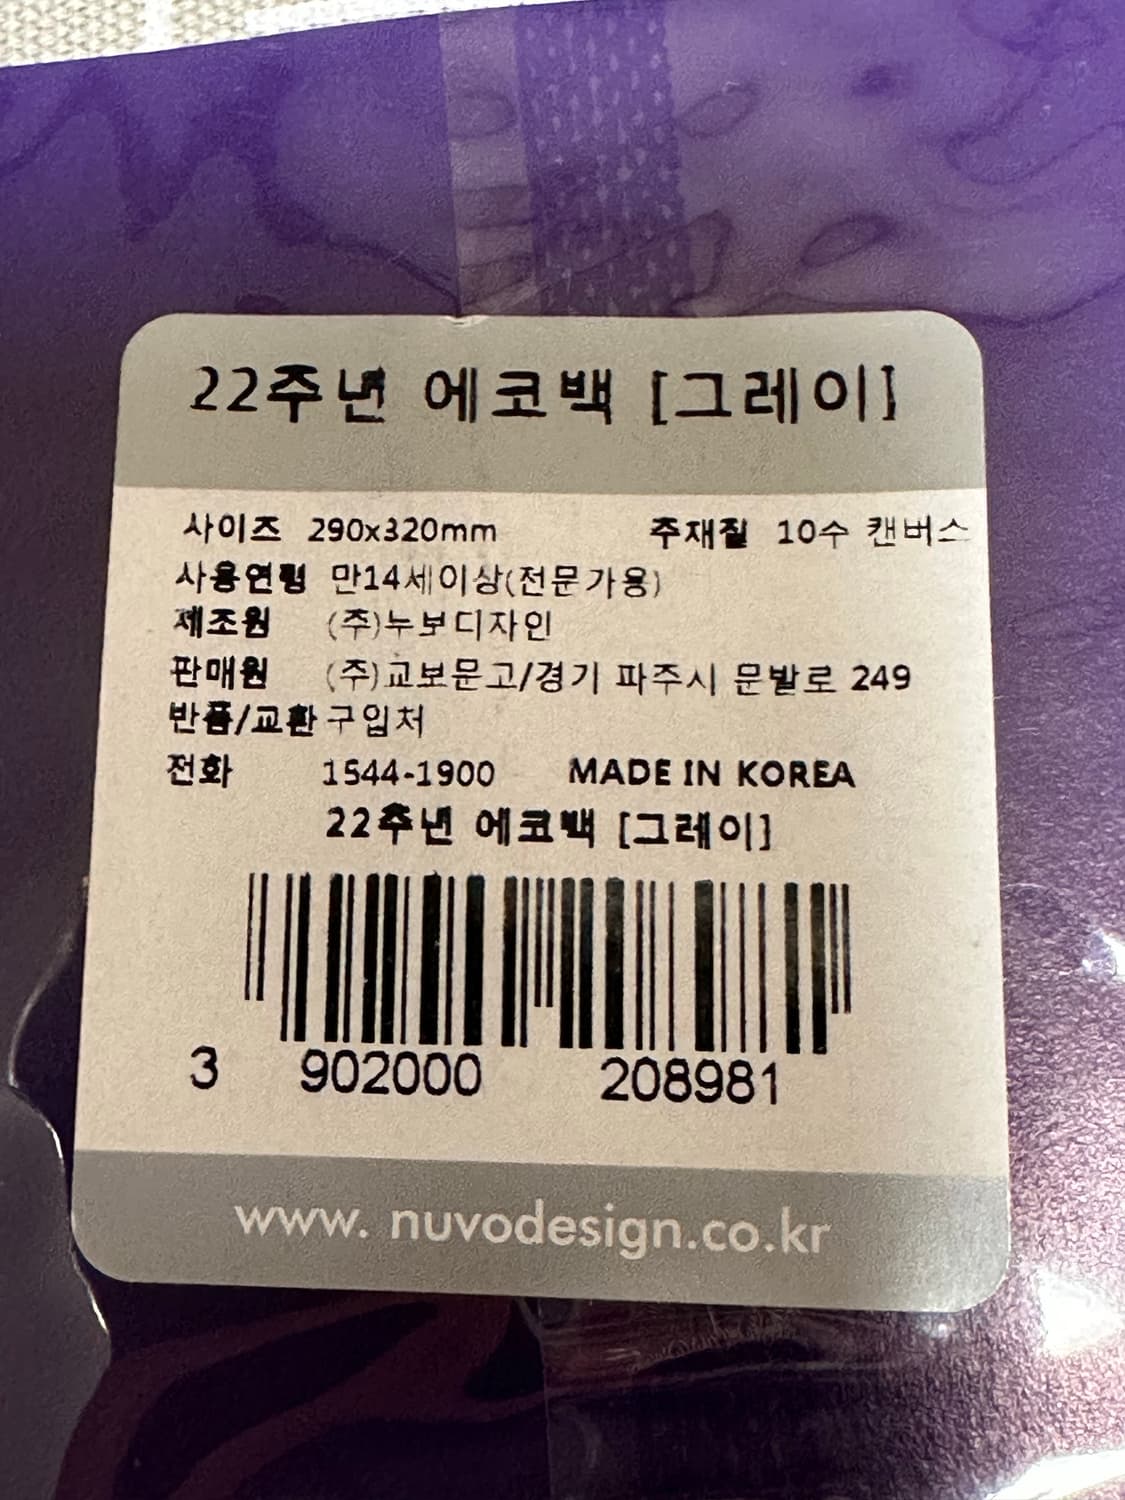 22주년 에코백 [그레이]
사이즈 290x320mm 주재질 10수 캔버스
사용연령 만14세이상(전문가용)
제조원 (주)누보디자인
판매원 (주)교보문고/경기 파주시 문발로 249
반품/교환 구입처
전화 1544-1900 MADE IN KOREA
22주년 에코백 [그레이]
3 902000 208981
www. nuvodesign.co.kr